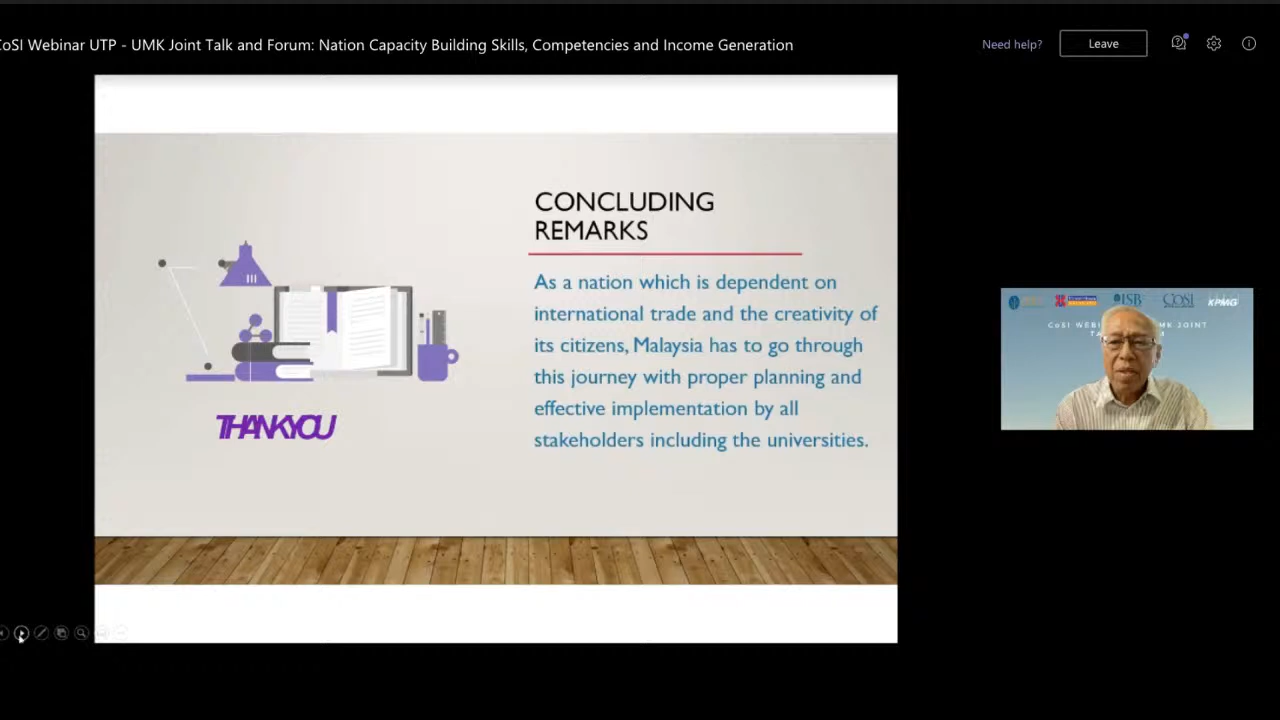 CoSI Webinar UTP - UMK Joint Talk and Forum: Nation Capacity Building Skills, Competencies and Income Generation
Need help?
Leave
CONCLUDING
REMARKS
As a nation which is dependent on
international trade and the creativity of
its citizens, Malaysia has to go through
this journey with proper planning and
effective implementation by all
stakeholders including the universities.
THANKYOU
ISB
COSI
KPMG
JOINT